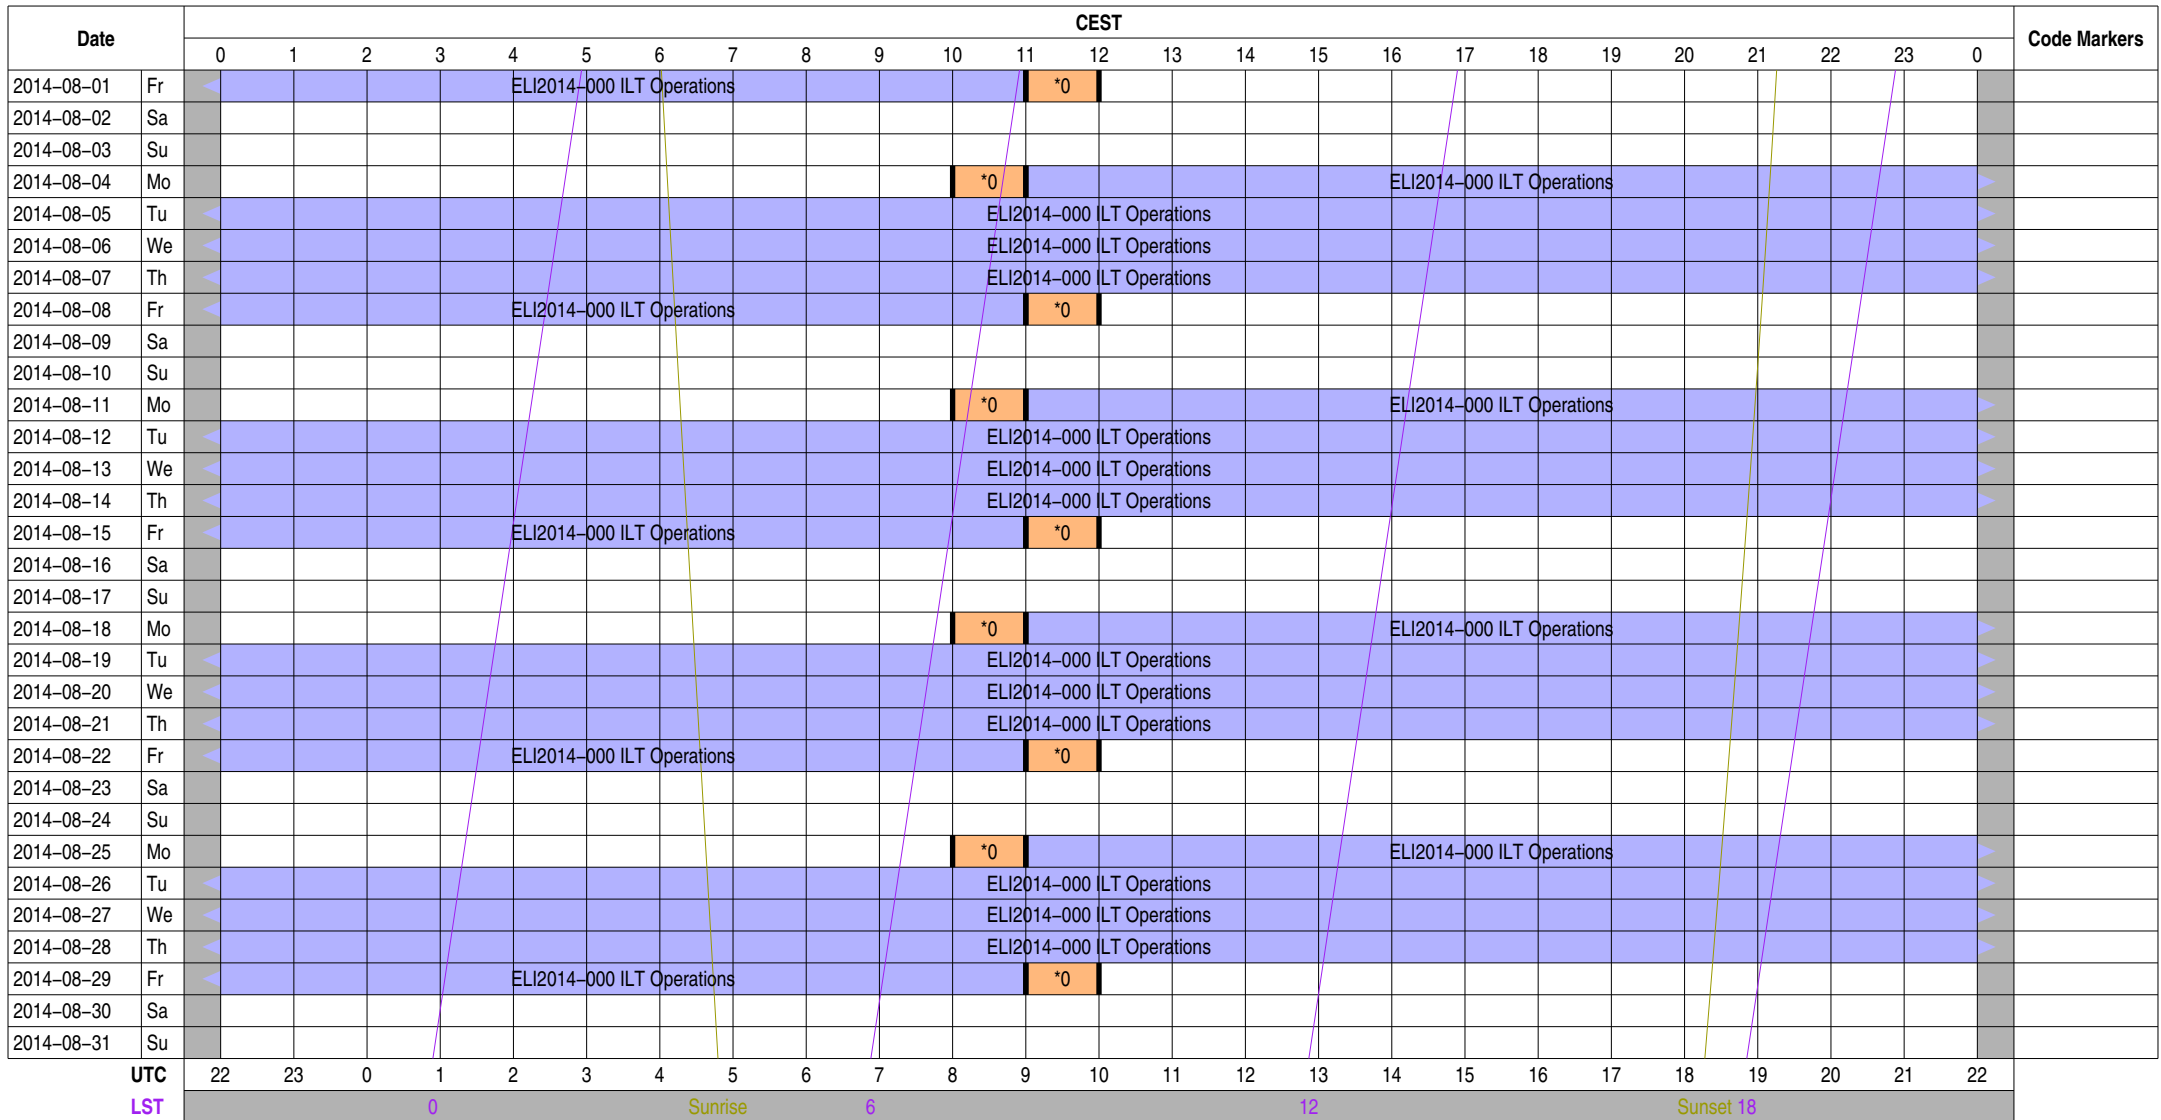 Date CEST Code Markers
0 1 2 3 4 5 6 7 8 9 10 11 12 13 14 15 16 17 18 19 20 21 22 23 0
2014−08−01 Fr ELI2014−000 ILT Operations *0
2014−08−02 Sa
2014−08−03 Su
2014−08−04 Mo *0 ELI2014−000 ILT Operations
2014−08−05 Tu ELI2014−000 ILT Operations
2014−08−06 We ELI2014−000 ILT Operations
2014−08−07 Th ELI2014−000 ILT Operations
2014−08−08 Fr ELI2014−000 ILT Operations *0
2014−08−09 Sa
2014−08−10 Su
2014−08−11 Mo *0 ELI2014−000 ILT Operations
2014−08−12 Tu ELI2014−000 ILT Operations
2014−08−13 We ELI2014−000 ILT Operations
2014−08−14 Th ELI2014−000 ILT Operations
2014−08−15 Fr ELI2014−000 ILT Operations *0
2014−08−16 Sa
2014−08−17 Su
2014−08−18 Mo *0 ELI2014−000 ILT Operations
2014−08−19 Tu ELI2014−000 ILT Operations
2014−08−20 We ELI2014−000 ILT Operations
2014−08−21 Th ELI2014−000 ILT Operations
2014−08−22 Fr ELI2014−000 ILT Operations *0
2014−08−23 Sa
2014−08−24 Su
2014−08−25 Mo *0 ELI2014−000 ILT Operations
2014−08−26 Tu ELI2014−000 ILT Operations
2014−08−27 We ELI2014−000 ILT Operations
2014−08−28 Th ELI2014−000 ILT Operations
2014−08−29 Fr ELI2014−000 ILT Operations *0
2014−08−30 Sa
2014−08−31 Su
UTC 22 23 0 1 2 3 4 5 6 7 8 9 10 11 12 13 14 15 16 17 18 19 20 21 22
LST 0 Sunrise 6 12 Sunset 18